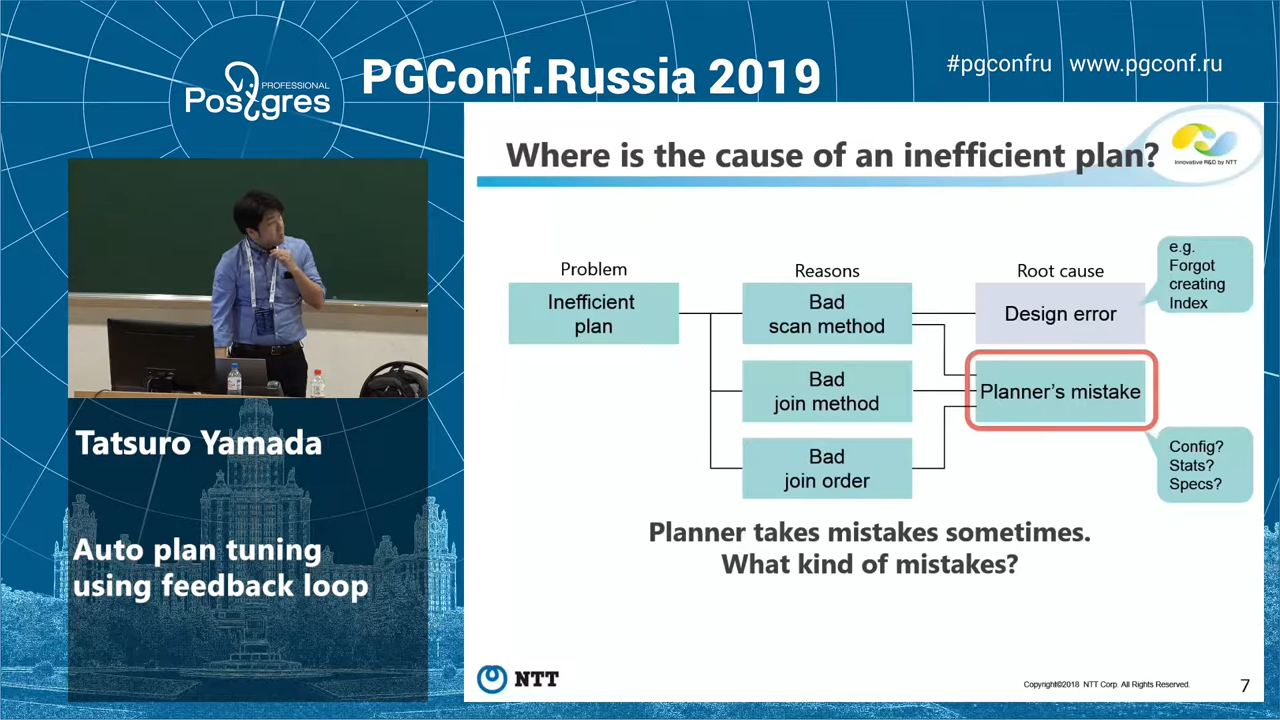 PROFESSIONAL
Postgres
PGConf.Russia 2019
#pgconfru www.pgconf.ru
Where is the cause of an inefficient plan?
Innovative R&D by NTT
Problem
Reasons
Root cause
Inefficient
plan
Bad
scan method
Bad
join method
Bad
join order
Design error
Planner's mistake
e.g.
Forgot
creating
Index
Config?
Stats?
Specs?
Planner takes mistakes sometimes.
What kind of mistakes?
NTT
Copyright©2018 NTT Corp. All Rights Reserved.
7
Tatsuro Yamada
Auto plan tuning
using feedback loop